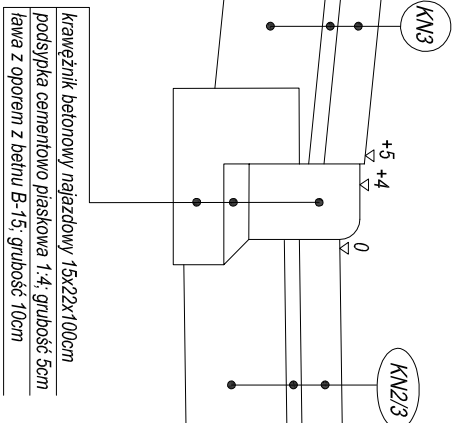 KN3
+5
+4
0
KN2/3
krawężnik betonowy najazdowy 15x22x100cm
podsypka cementowo piaskowa 1:4; grubość 5cm
ława z oporem z betnu B-15; grubość 10cm